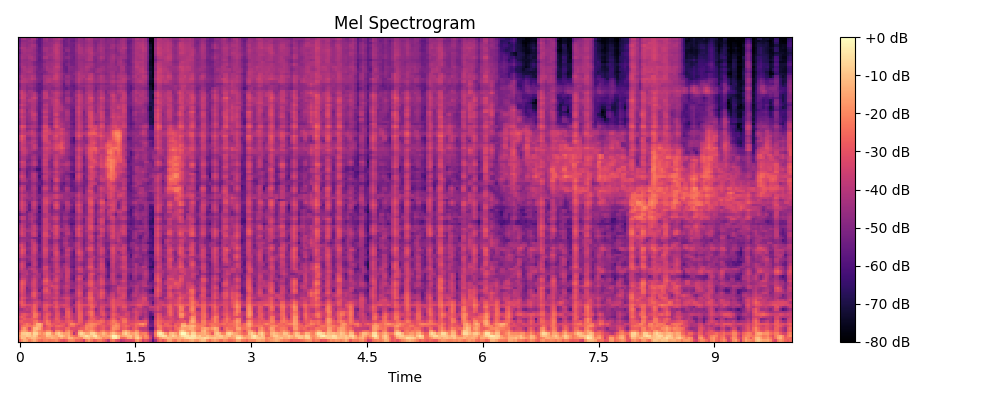 Mel Spectrogram
+0 dB
-10 dB
-20 dB
-30 dB
-40 dB
-50 dB
-60 dB
-70 dB
-80 dB
0 1.5 3 4.5 6 7.5 9
Time